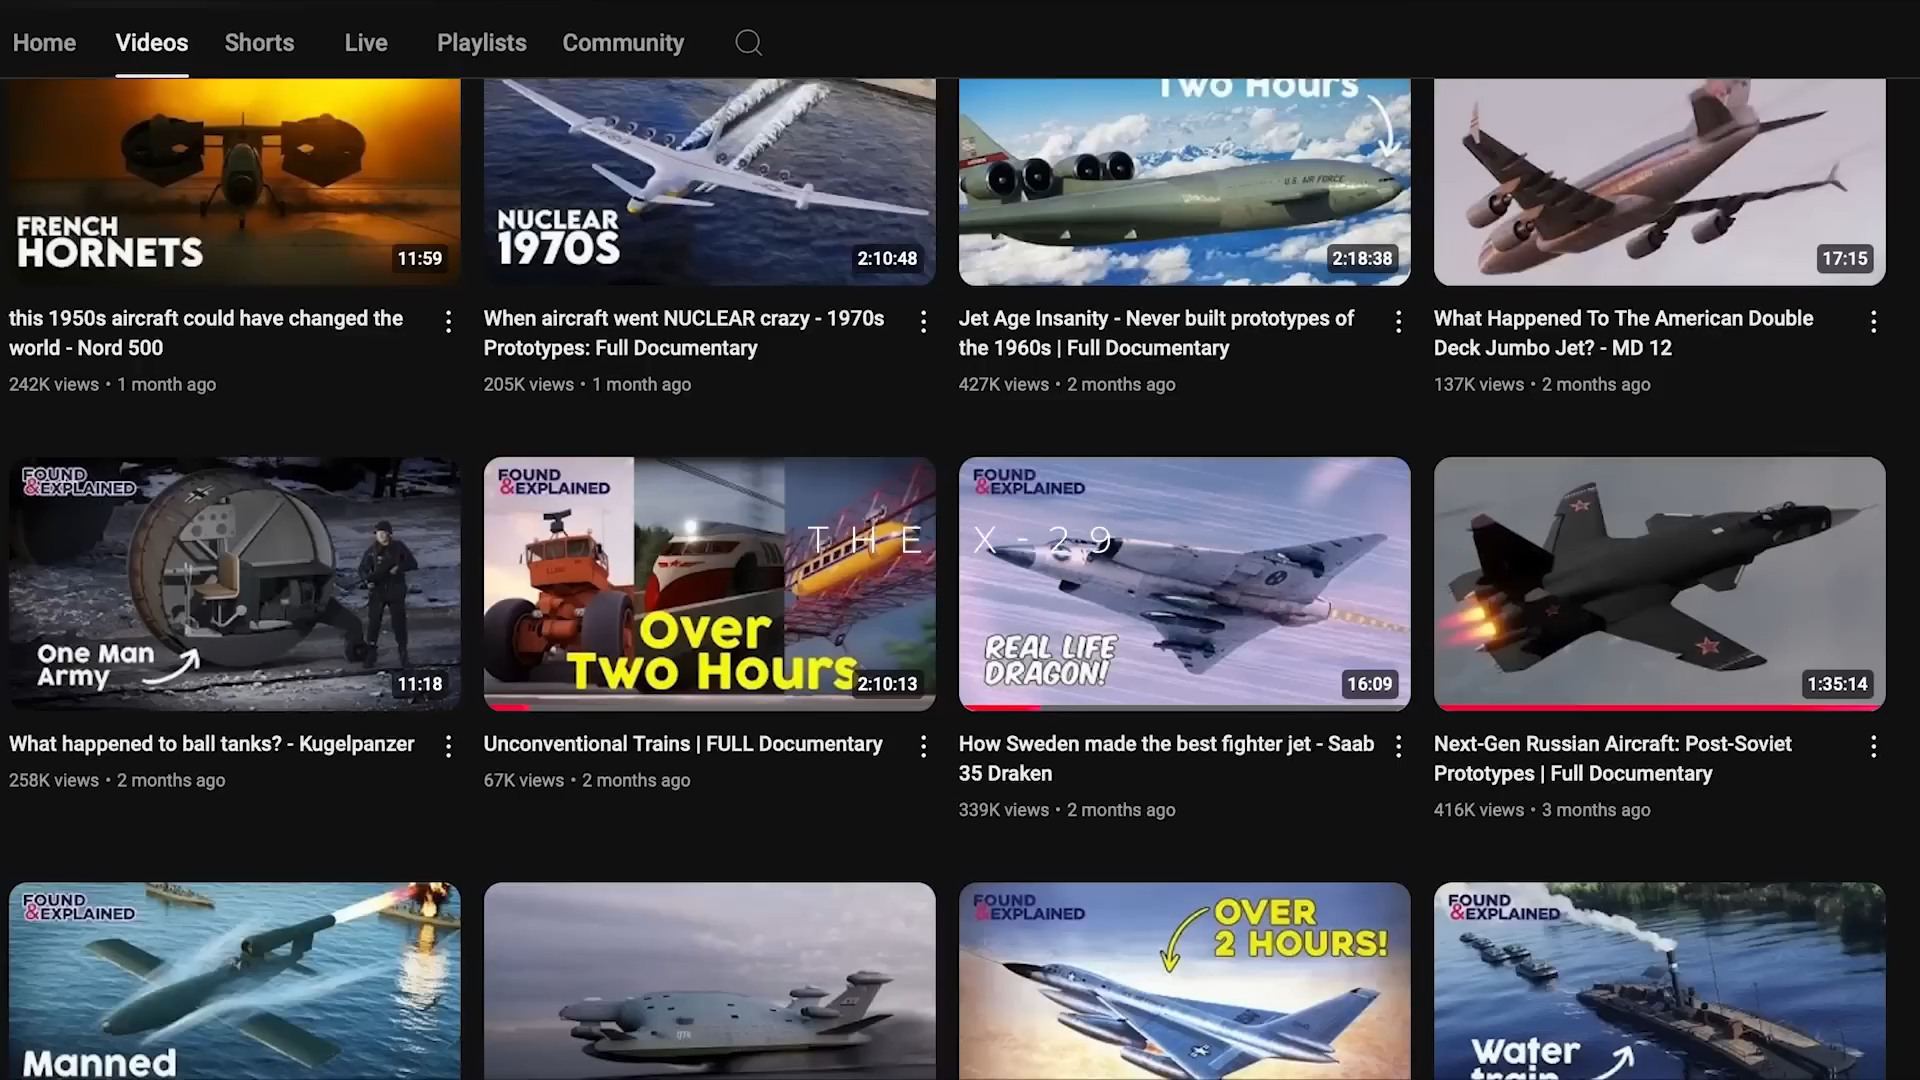 Home Videos Shorts Live Playlists Community
FRENCH
HORNETS
11:59
NUCLEAR
1970S
2:10:48
Two Hours
U.S. AIR FORCE
2:18:38
17:15
this 1950s aircraft could have changed the
world - Nord 500
242K views • 1 month ago
When aircraft went NUCLEAR crazy - 1970s
Prototypes: Full Documentary
205K views • 1 month ago
Jet Age Insanity - Never built prototypes of
the 1960s | Full Documentary
427K views • 2 months ago
What Happened To The American Double
Deck Jumbo Jet? - MD 12
137K views • 2 months ago
FOUND
&EXPLAINED
One Man
Army
11:18
FOUND
&EXPLAINED
Over
Two Hours
2:10:13
THE X-29
FOUND
&EXPLAINED
REAL LIFE
DRAGON!
16:09
1:35:14
What happened to ball tanks? - Kugelpanzer
258K views • 2 months ago
Unconventional Trains | FULL Documentary
67K views • 2 months ago
How Sweden made the best fighter jet - Saab
35 Draken
339K views • 2 months ago
Next-Gen Russian Aircraft: Post-Soviet
Prototypes | Full Documentary
416K views • 3 months ago
FOUND
&EXPLAINED
Manned
FOUND
&EXPLAINED
OVER
2 HOURS!
FOUND
&EXPLAINED
Water
train